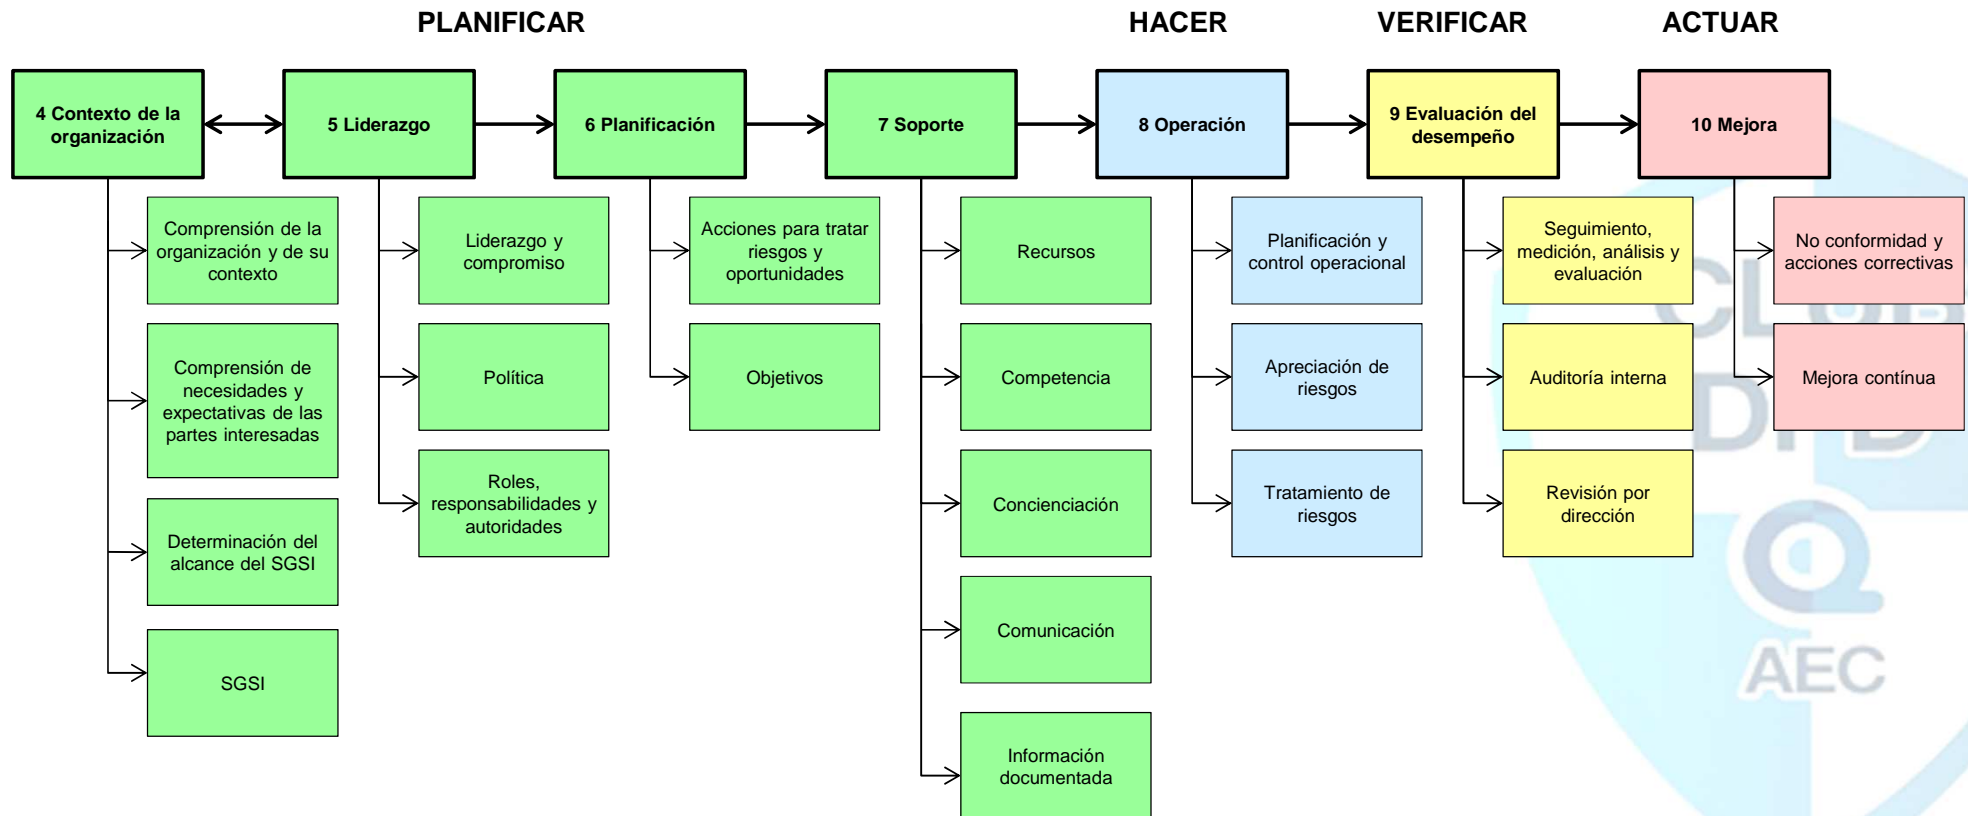 PLANIFICAR
HACER
VERIFICAR
ACTUAR
4 Contexto de la
organización
5 Liderazgo
6 Planificación
7 Soporte
8 Operación
9 Evaluación del
desempeño
10 Mejora
Comprensión de la
organización y de su
contexto
Comprensión de
necesidades y
expectativas de las
partes interesadas
Determinación del
alcance del SGSI
SGSI
Liderazgo y
compromiso
Política
Roles,
responsabilidades y
autoridades
Acciones para tratar
riesgos y
oportunidades
Objetivos
Recursos
Competencia
Concienciación
Comunicación
Información
documentada
Planificación y
control operacional
Apreciación de
riesgos
Tratamiento de
riesgos
Seguimiento,
medición, análisis y
evaluación
Auditoría interna
Revisión por
dirección
No conformidad y
acciones correctivas
Mejora contínua
CLUB
DPD
AEC